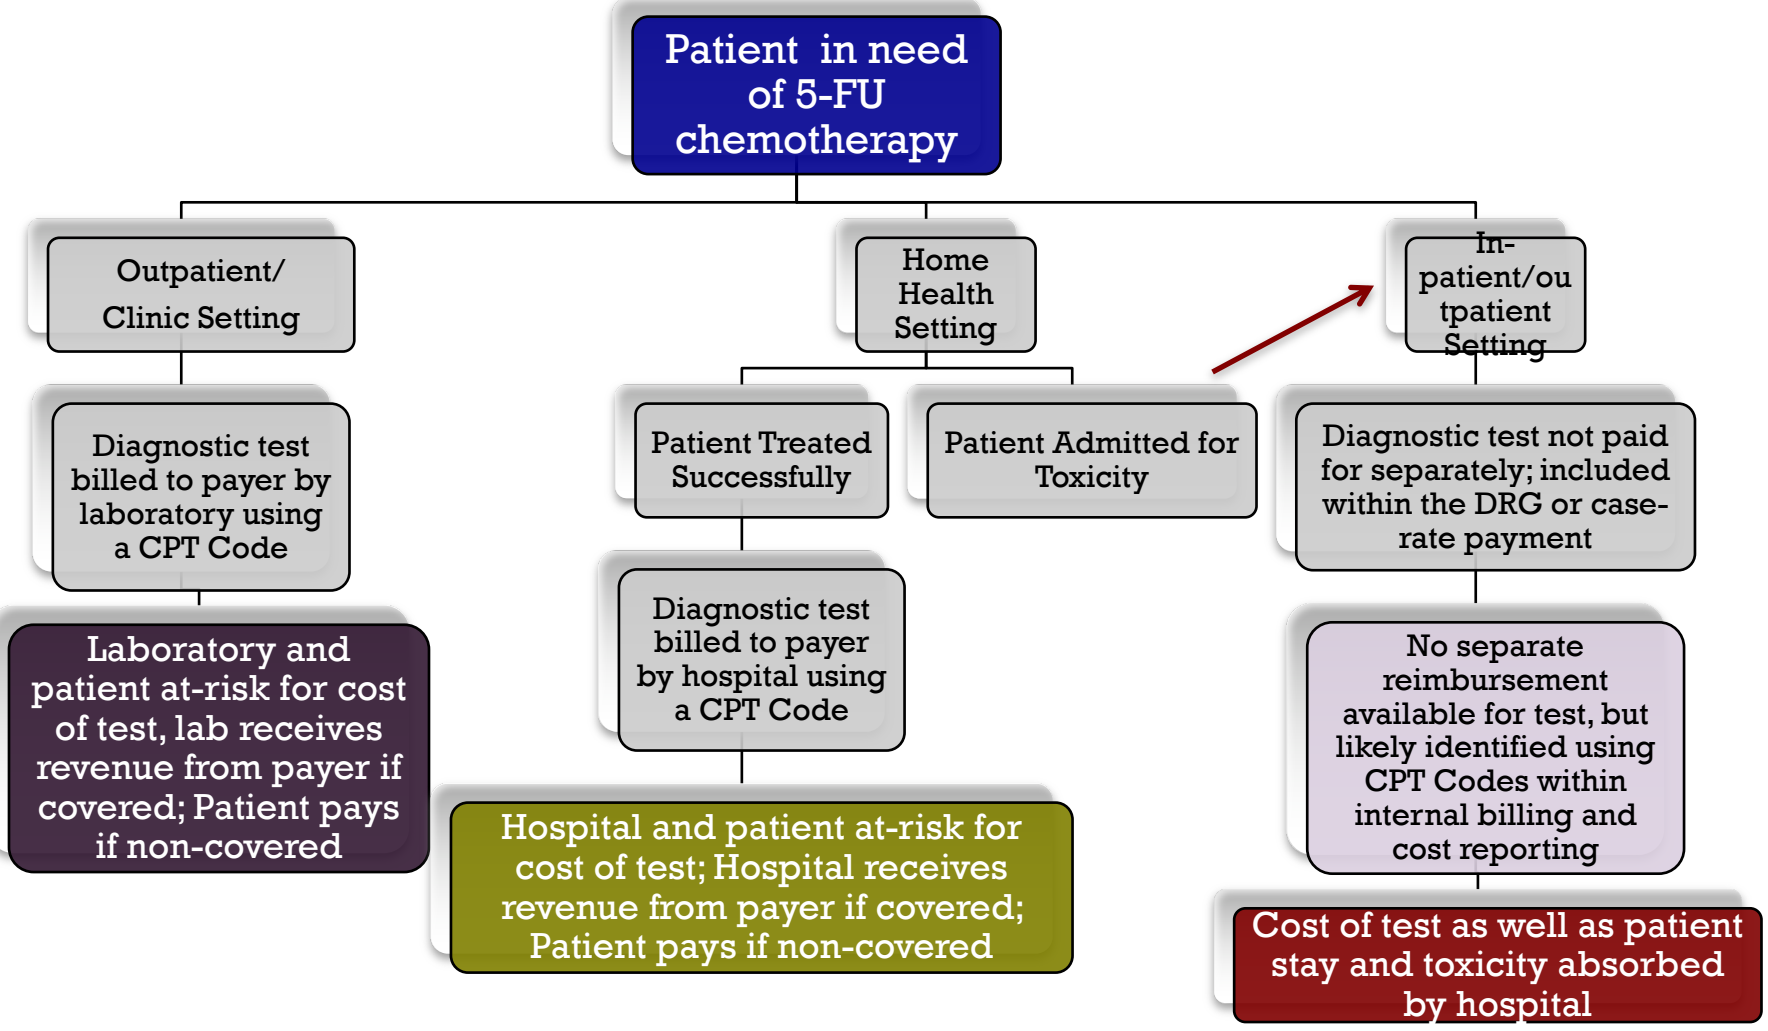 Patient in need
of 5-FU
chemotherapy
Outpatient/
Clinic Setting
Diagnostic test
billed to payer by
laboratory using
a CPT Code
Laboratory and
patient at-risk for cost
of test, lab receives
revenue from payer if
covered; Patient pays
if non-covered
Home
Health
Setting
Patient Treated
Successfully
Diagnostic test
billed to payer
by hospital using
a CPT Code
Hospital and patient at-risk for
cost of test; Hospital receives
revenue from payer if covered;
Patient pays if non-covered
Patient Admitted for
Toxicity
In-
patient/ou
tpatient
Setting
Diagnostic test not paid
for separately; included
within the DRG or case-
rate payment
No separate
reimbursement
available for test, but
likely identified using
CPT Codes within
internal billing and
cost reporting
Cost of test as well as patient
stay and toxicity absorbed
by hospital